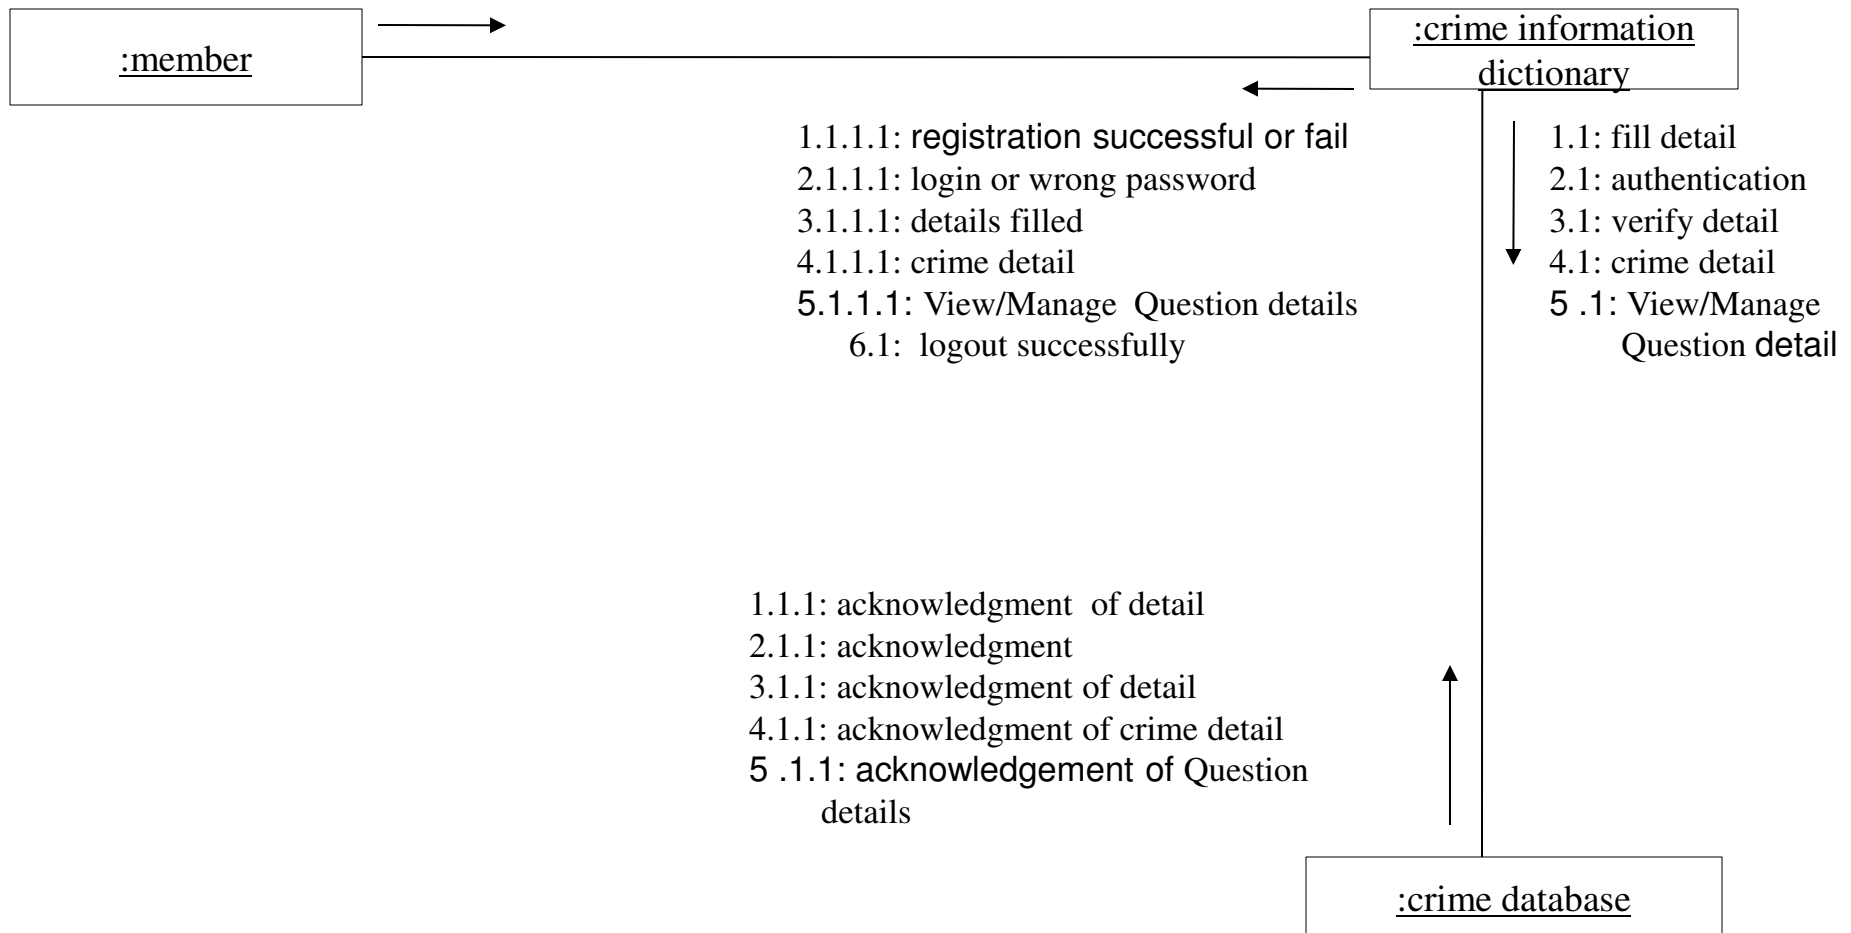 :member
:crime information
dictionary
1.1.1.1: registration successful or fail
2.1.1.1: login or wrong password
3.1.1.1: details filled
4.1.1.1: crime detail
5.1.1.1: View/Manage  Question details
6.1:  logout successfully
1.1: fill detail
2.1: authentication
3.1: verify detail
4.1: crime detail
5 .1: View/Manage
Question detail
1.1.1: acknowledgment  of detail
2.1.1: acknowledgment
3.1.1: acknowledgment of detail
4.1.1: acknowledgment of crime detail
5 .1.1: acknowledgement of Question
details
:crime database